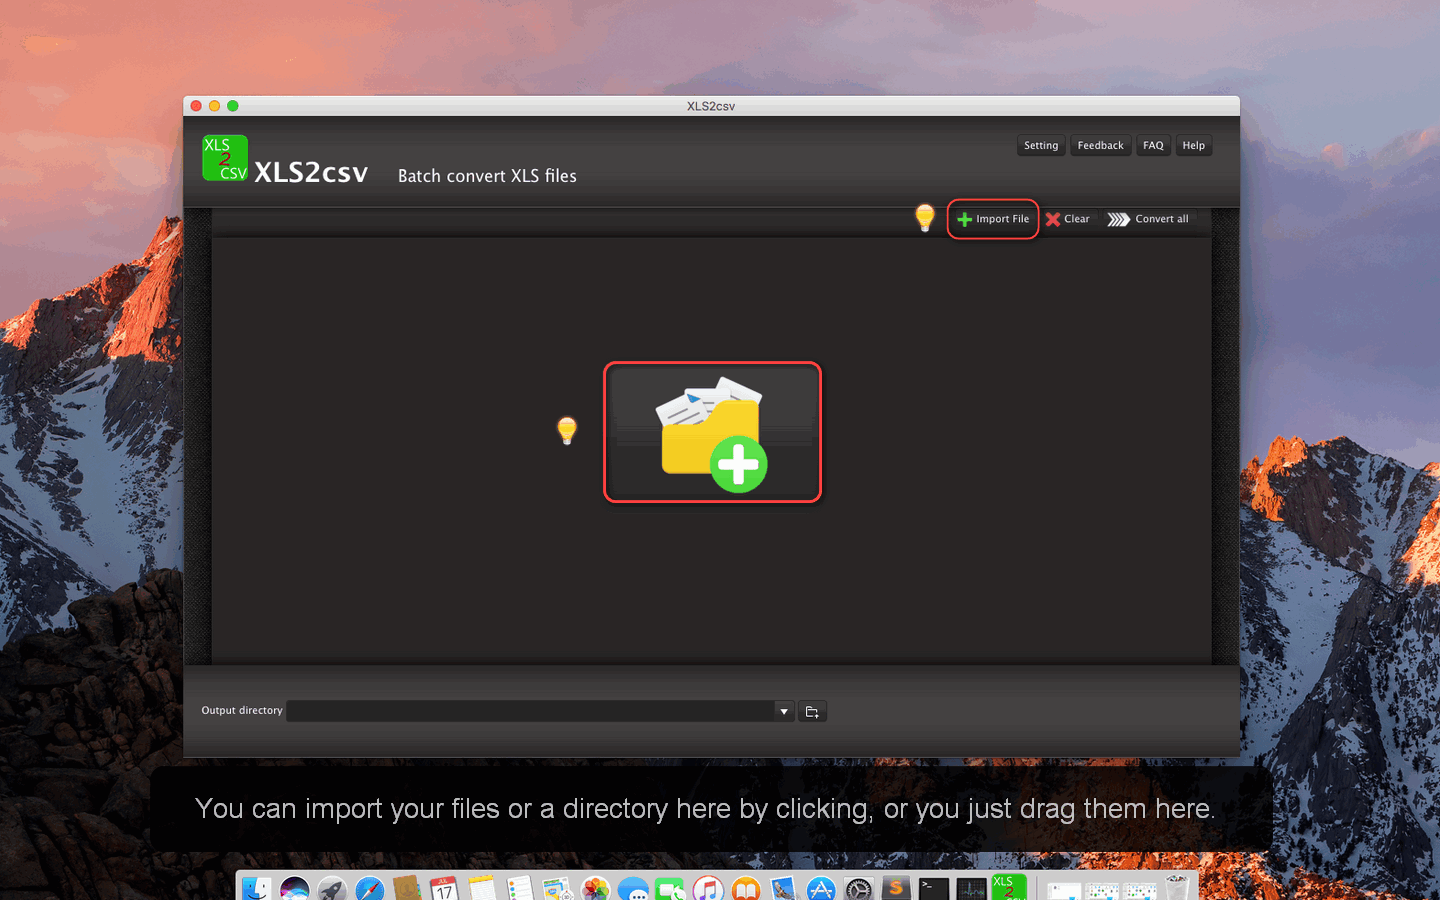 XLS2csv
XLS
2
CSV
XLS2csv
Batch convert XLS files
Setting
Feedback
FAQ
Help
Import File
Clear
Convert all
Output directory
You can import your files or a directory here by clicking, or you just drag them here.
17
S
XLS
2